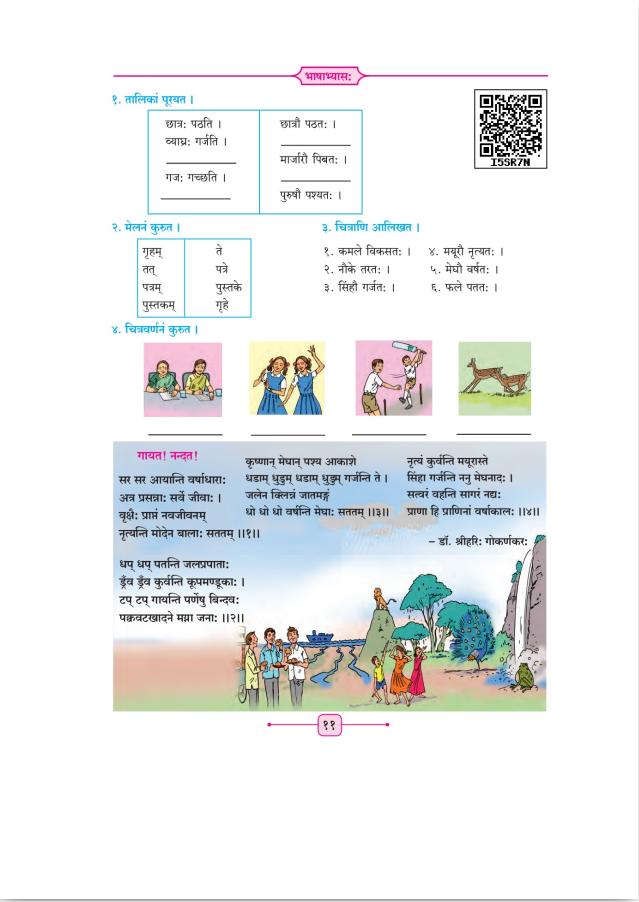 भाषाभ्यास:
१. तालिकां पूरयत ।
छात्र: पठति ।
व्याघ्र: गर्जति ।
गज: गच्छति ।
छात्रौ पठत: ।
मार्जारौ पिबत: ।
पुरुषौ पश्यत: ।
I5SR7N
२. मेलनं कुरुत ।
गृहम् ते
तत् पत्रे
पत्रम् पुस्तके
पुस्तकम् गृहे
३. चित्राणि आलिखत ।
१. कमले विकसत: ।
२. नौके तरत: ।
३. सिंहौ गर्जत: ।
४. मयूरौ नृत्यत: ।
५. मेघौ वर्षत: ।
६. फले पतत: ।
४. चित्रवर्णनं कुरुत ।
गायत! नन्दत!
सर सर आयान्ति वर्षाधारा:
अत्र प्रसन्ना: सर्वे जीवा: ।
वृक्षै: प्राप्तं नवजीवनम्
नृत्यन्ति मोदेन बाला: सततम् ।।१।।
धप् धप् पतन्ति जलप्रपाता:
ड्रँव ड्रँव कुर्वन्ति कूपमण्डूका: ।
टप् टप् गायन्ति पर्णेषु बिन्दव:
पक्ववटखादने मग्ना जना: ।।२।।
कृष्णान् मेघान् पश्य आकाशे
धडाम् धुडुम् धडाम् धुडुम् गर्जन्ति ते ।
जलेन क्लिन्नं जातमङ्गं
धो धो धो वर्षन्ति मेघा: सततम् ।।३।।
नृत्यं कुर्वन्ति मयूरास्ते
सिंहा गर्जन्ति ननु मेघनाद: ।
सत्वरं वहन्ति सागरं नद्य:
प्राणा हि प्राणिनां वर्षाकाल: ।।४।।
– डॉ. श्रीहरि: गोकर्णकर:
११